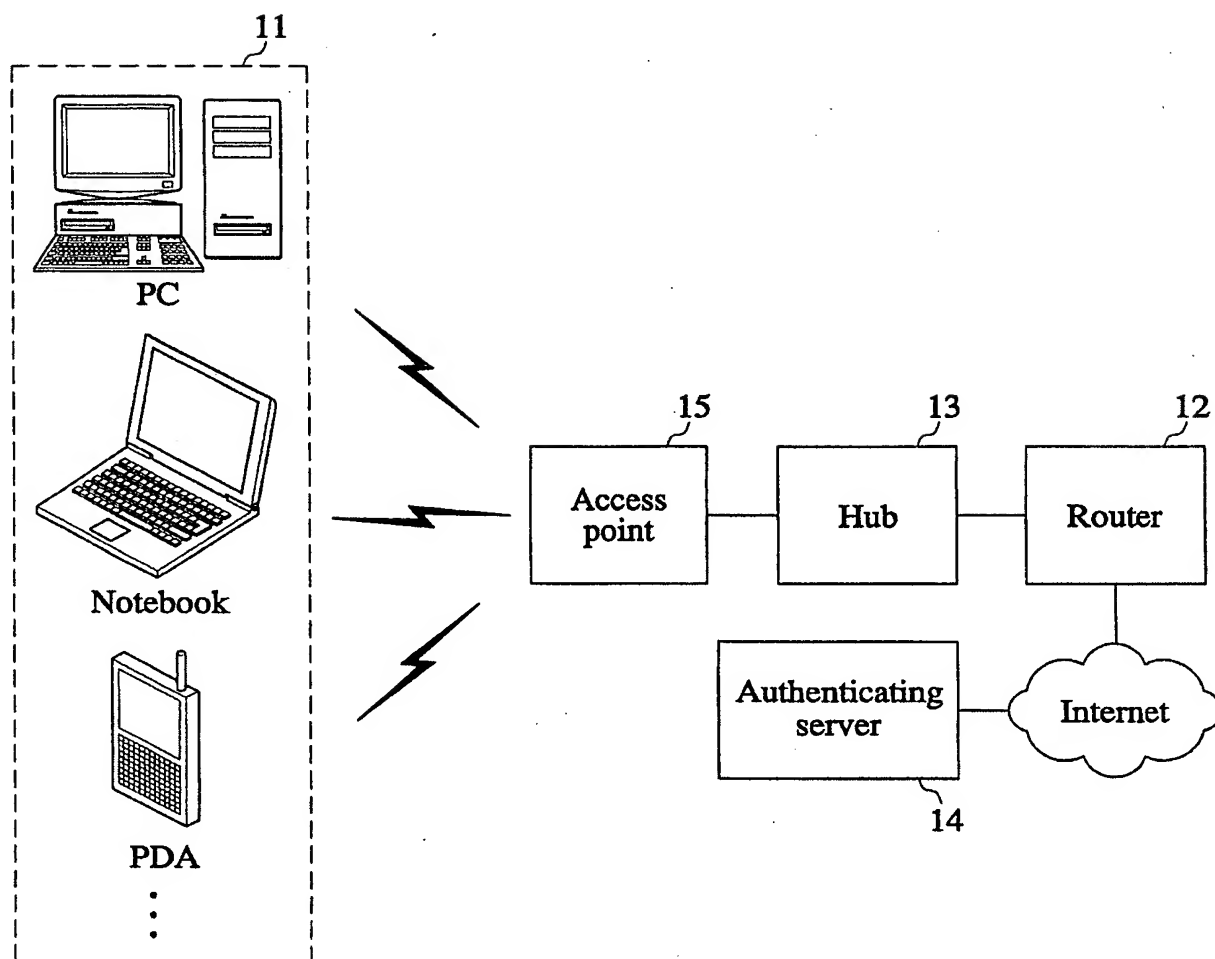 11
PC
Notebook
PDA
15
13
12
Access
point
Hub
Router
Authenticating
server
Internet
14